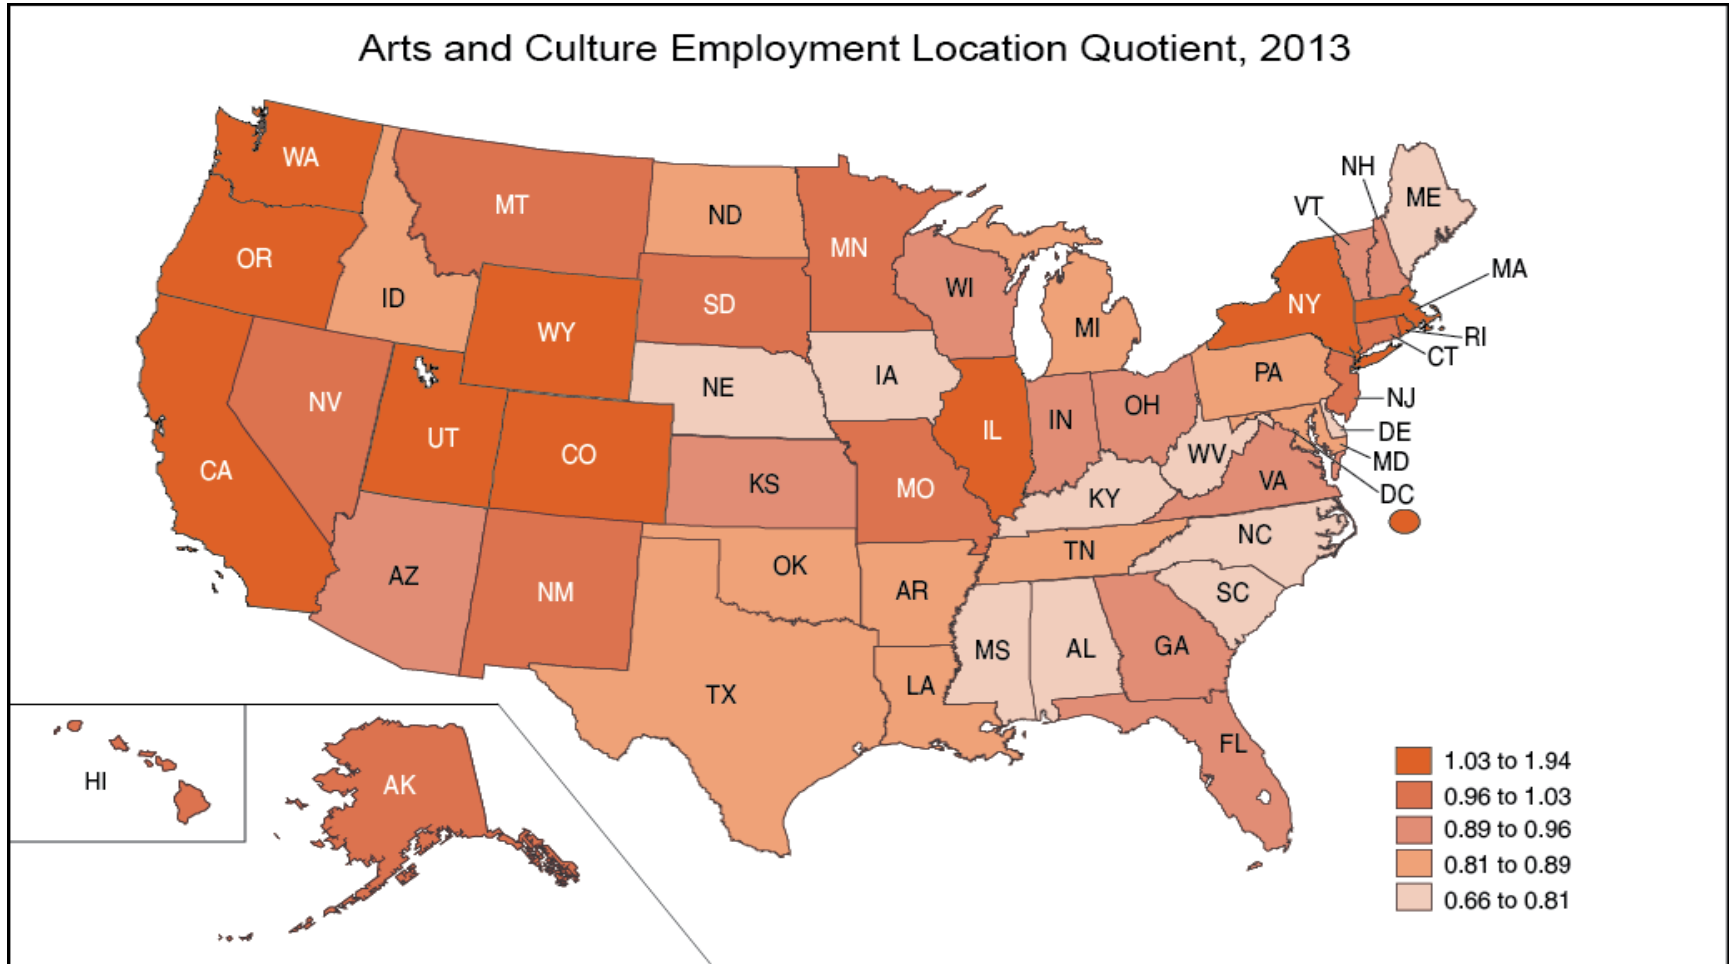 Arts and Culture Employment Location Quotient, 2013
WA
MT
ND
MN
OR
ID
WY
SD
WI
MI
NY
VT
NH
ME
MA
RI
CT
NJ
DE
MD
DC
PA
NV
UT
CO
NE
IA
IL
IN
OH
WV
VA
CA
KS
MO
KY
NC
AZ
NM
OK
AR
TN
SC
TX
LA
MS
AL
GA
FL
HI
AK
1.03 to 1.94
0.96 to 1.03
0.89 to 0.96
0.81 to 0.89
0.66 to 0.81